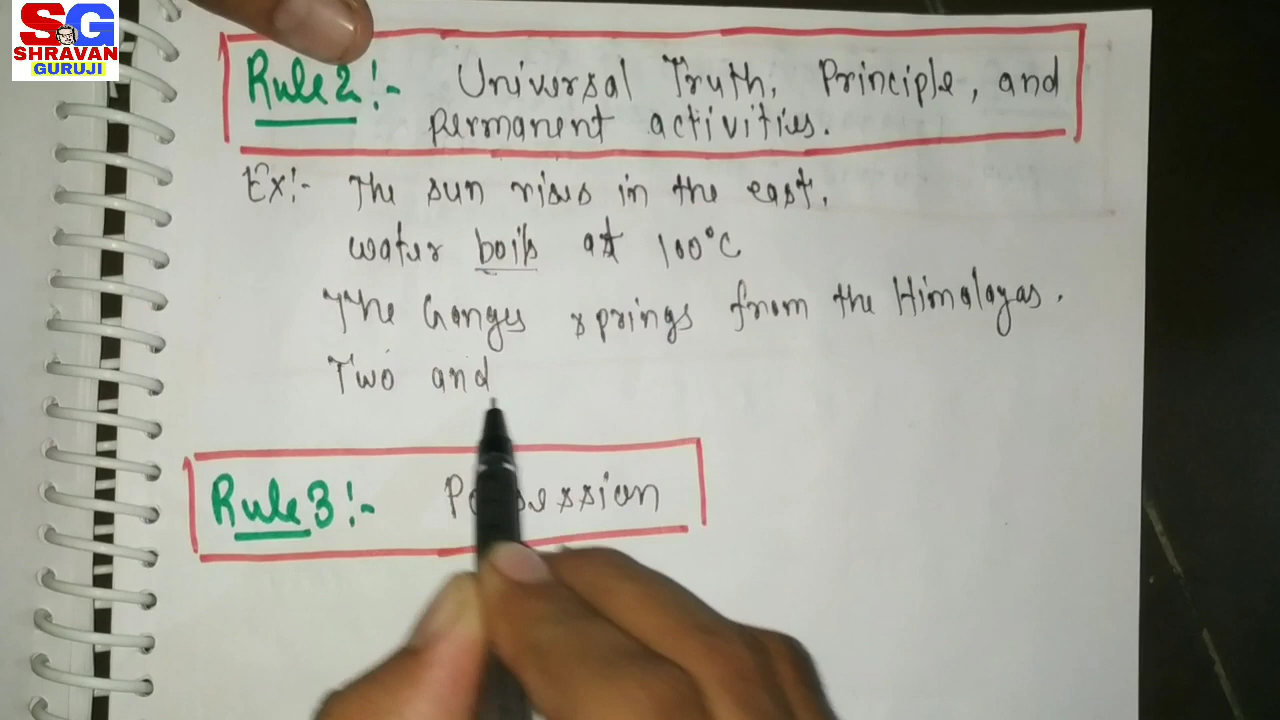 SG
SHRAVAN
GURUJI
Rule 2:- Universal Truth, Principle, and
permanent activities.
Ex:- The sun rises in the east.
water boils at 100°C
The Ganges springs from the Himalayas.
Two and
Rule 3:- Possession